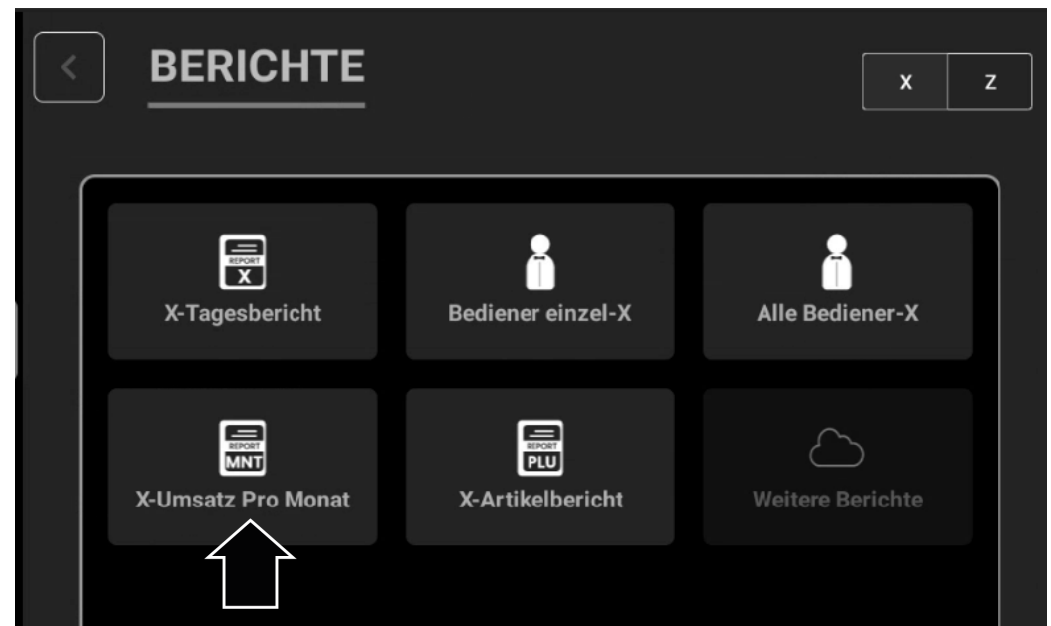 BERICHTE
X Z
REPORT
X
X-Tagesbericht
Bediener einzel-X
Alle Bediener-X
REPORT
MNT
X-Umsatz Pro Monat
REPORT
PLU
X-Artikelbericht
Weitere Berichte